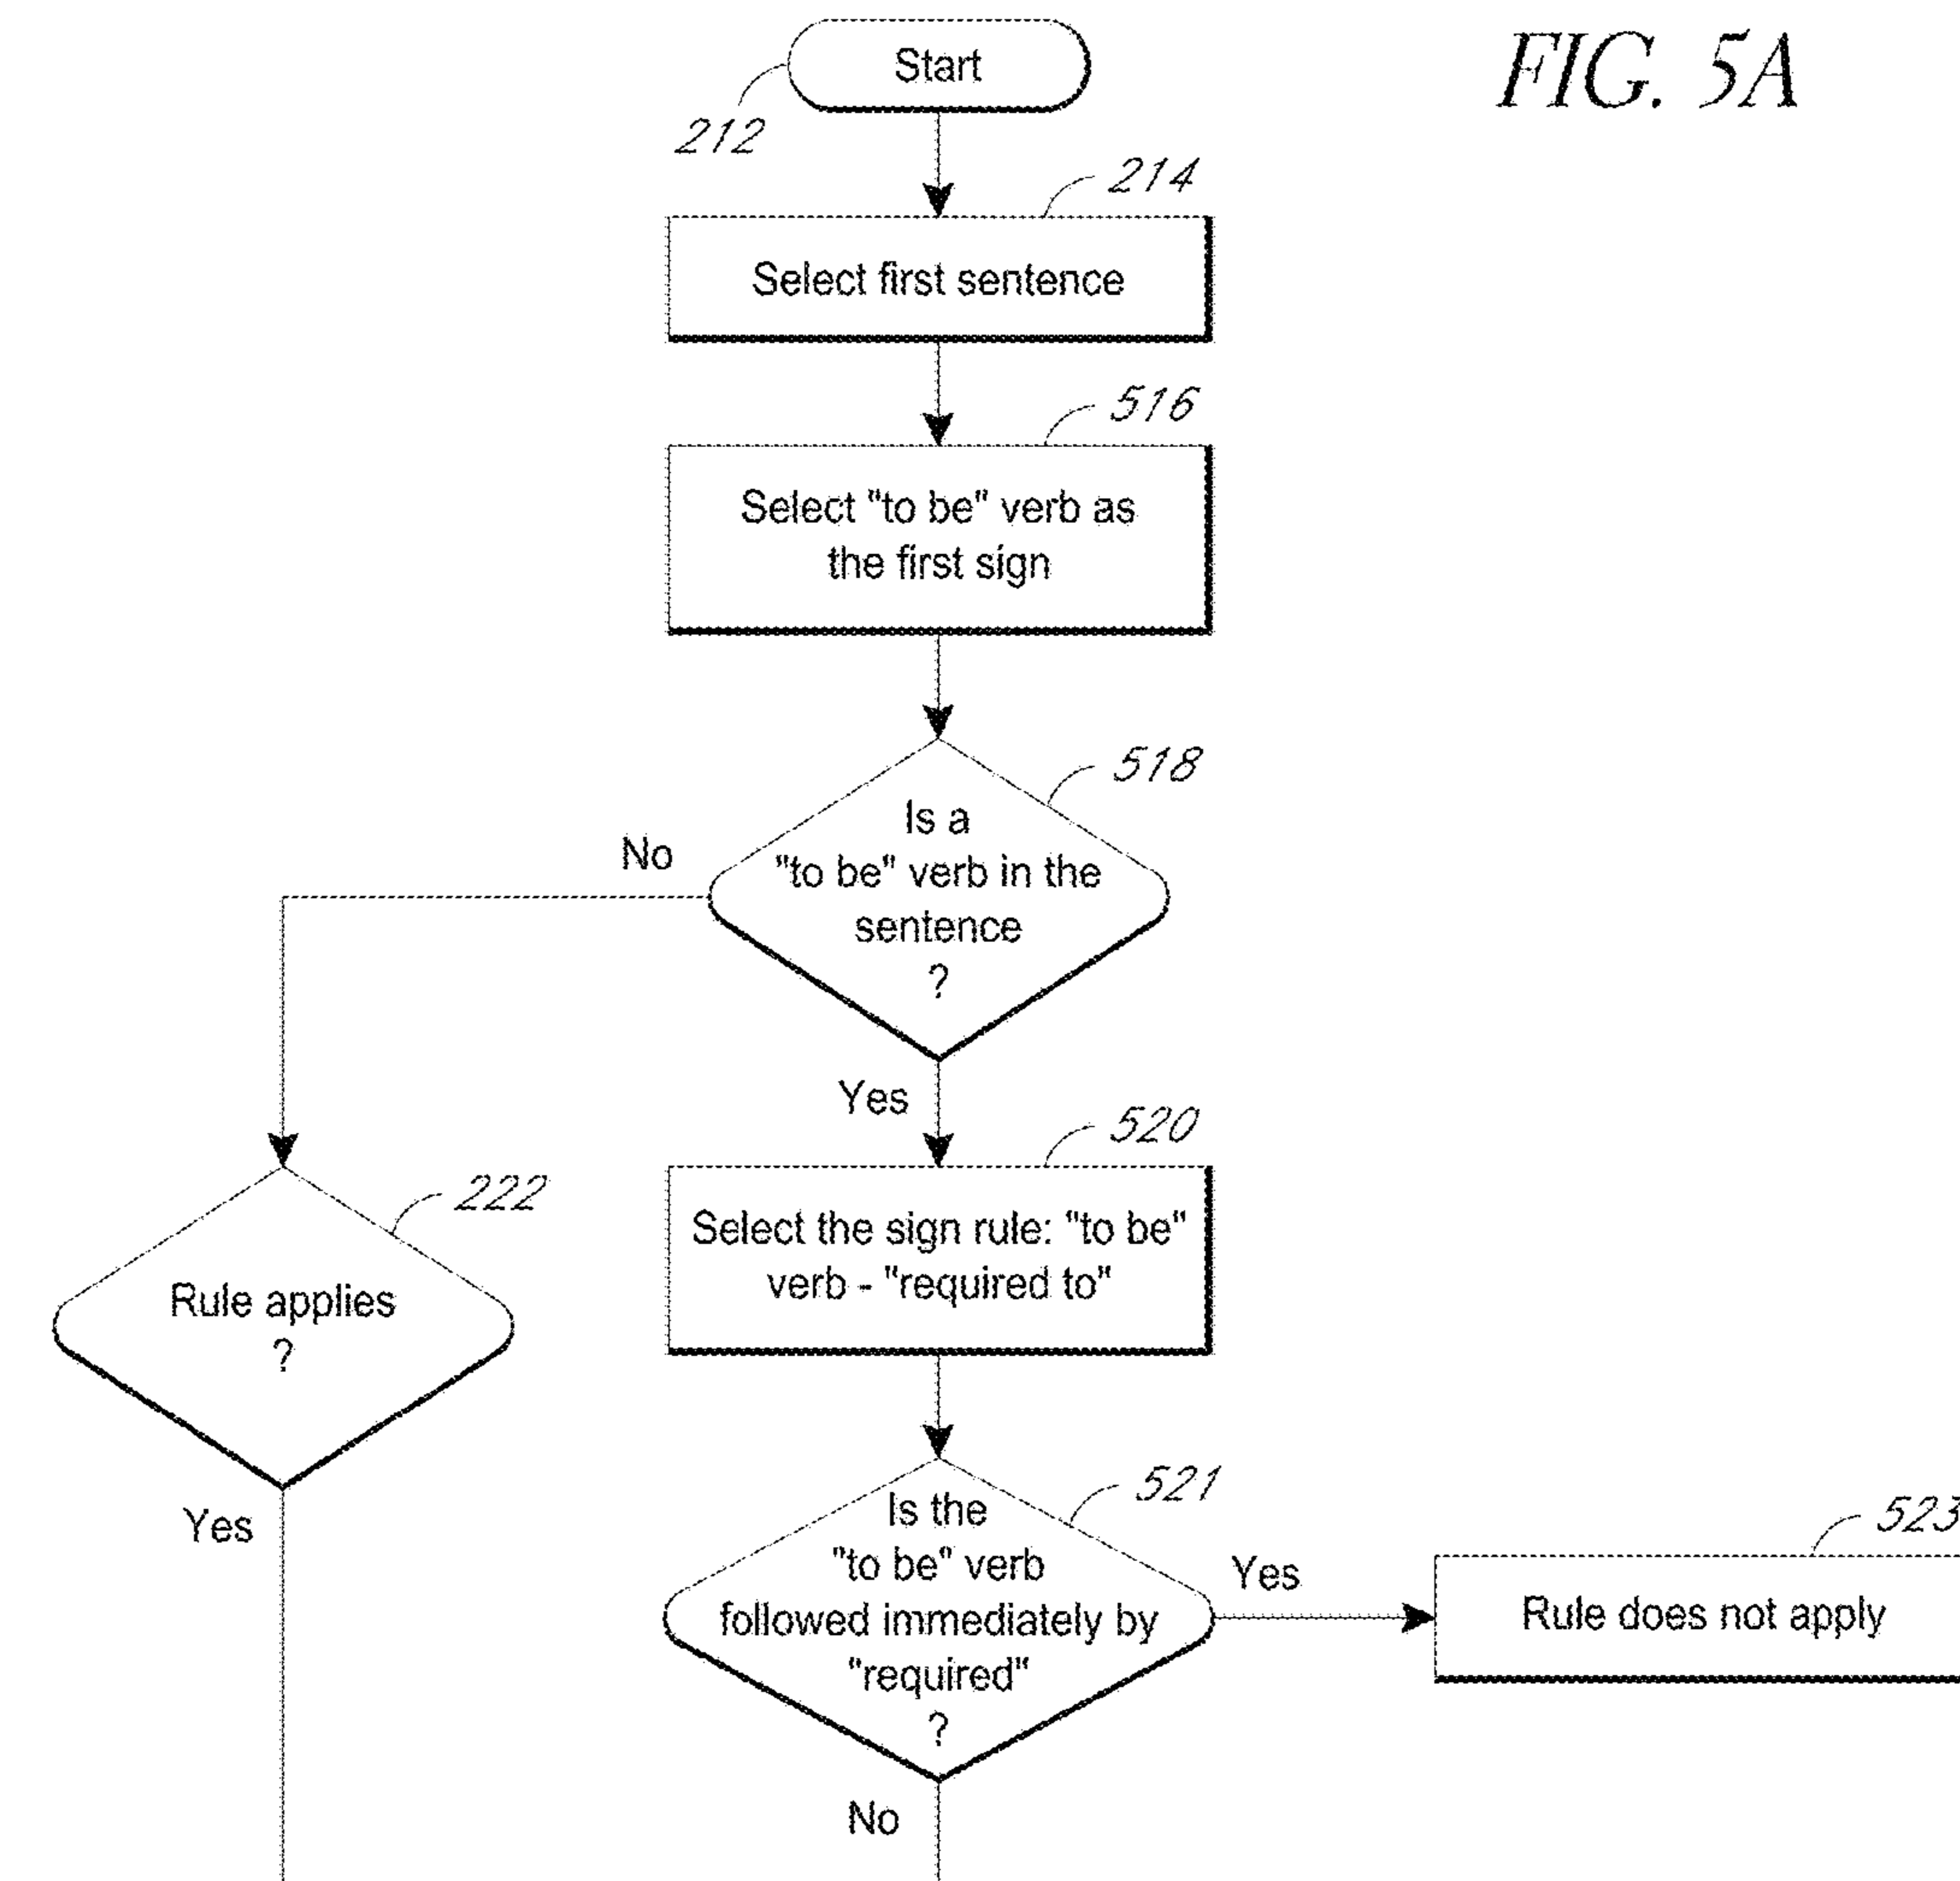 FIG. 5A
Start
212
214
Select first sentence
516
Select "to be" verb as
the first sign
518
Is a
"to be" verb in the
sentence
?
No
Yes
520
Select the sign rule: "to be"
verb - "required to"
222
Rule applies
?
Yes
521
Is the
"to be" verb
followed immediately by
"required"
?
Yes
523
Rule does not apply
No